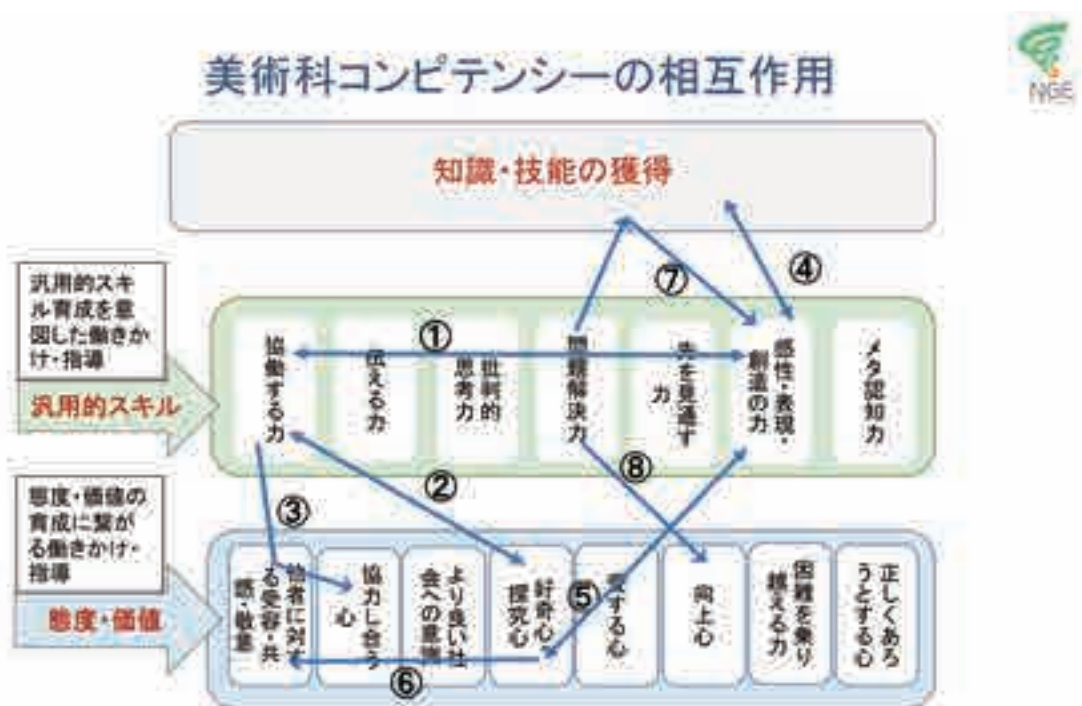 美術科コンピテンシーの相互作用
NGE
知識・技能の獲得
⑦
④
汎用的スキ
ル育成を意
図した働きか
け・指導
汎用的スキル
①
協働する力
伝える力
批判的
思考力
問題解決力
先を見通す
力
感性・表現・
創造の力
メタ認知力
②
⑧
③
態度・価値の
育成に繋が
る働きかけ・
指導
態度・価値
他者に対す
る受容・共
感・敬意
協力し合う
心
より良い社
会への意識
好奇心
探究心
⑤
愛する心
向上心
困難を乗り
越える力
正しくあろ
うとする心
⑥